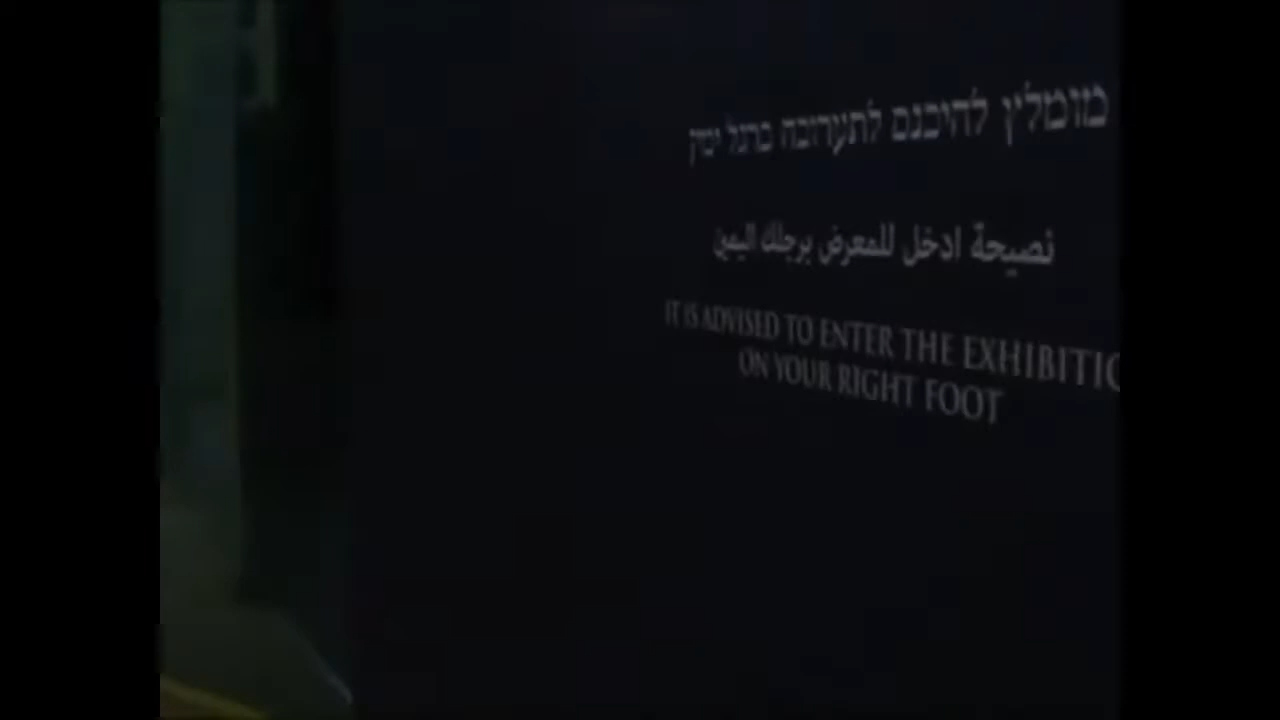 מומלץ להיכנס לתערוכה ברגל ימין
نصيحة ادخل للمعرض برجلك اليمين
IT IS ADVISED TO ENTER THE EXHIBITIO
ON YOUR RIGHT FOOT